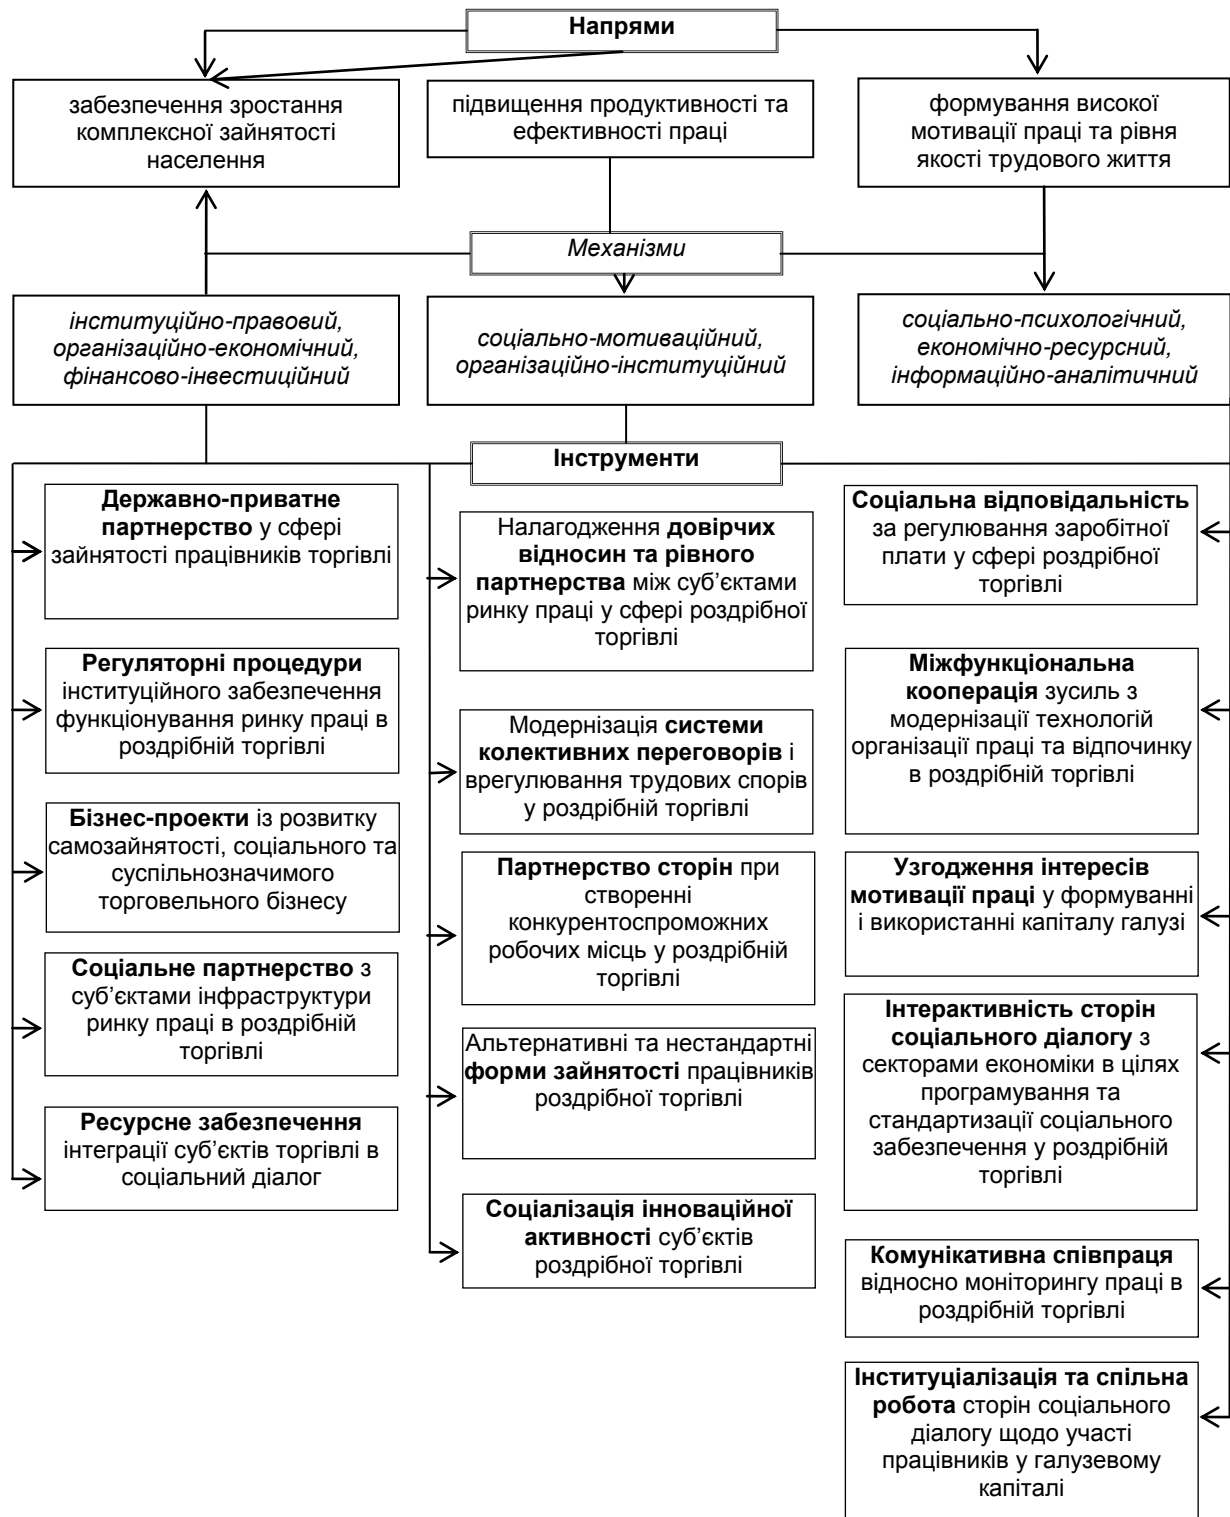 Напрями
забезпечення зростання
комплексної зайнятості
населення
підвищення продуктивності та
ефективності праці
формування високої
мотивації праці та рівня
якості трудового життя
Механізми
інституційно-правовий,
організаційно-економічний,
фінансово-інвестиційний
соціально-мотиваційний,
організаційно-інституційний
соціально-психологічний,
економічно-ресурсний,
інформаційно-аналітичний
Інструменти
Державно-приватне
партнерство у сфері
зайнятості працівників торгівлі
Регуляторні процедури
інституційного забезпечення
функціонування ринку праці в
роздрібній торгівлі
Бізнес-проекти із розвитку
самозайнятості, соціального та
суспільнозначимого
торговельного бізнесу
Соціальне партнерство з
суб’єктами інфраструктури
ринку праці в роздрібній
торгівлі
Ресурсне забезпечення
інтеграції суб’єктів торгівлі в
соціальний діалог
Налагодження довірчих
відносин та рівного
партнерства між суб’єктами
ринку праці у сфері роздрібної
торгівлі
Модернізація системи
колективних переговорів і
врегулювання трудових спорів
у роздрібній торгівлі
Партнерство сторін при
створенні
конкурентоспроможних
робочих місць у роздрібній
торгівлі
Альтернативні та нестандартні
форми зайнятості працівників
роздрібної торгівлі
Соціалізація інноваційної
активності суб’єктів
роздрібної торгівлі
Соціальна відповідальність
за регулювання заробітної
плати у сфері роздрібної
торгівлі
Міжфункціональна
кооперація зусиль з
модернізації технологій
організації праці та відпочинку
в роздрібній торгівлі
Узгодження інтересів
мотивації праці у формуванні
і використанні капіталу галузі
Інтерактивність сторін
соціального діалогу з
секторами економіки в цілях
програмування та
стандартизації соціального
забезпечення у роздрібній
торгівлі
Комунікативна співпраця
відносно моніторингу праці в
роздрібній торгівлі
Інституціалізація та спільна
робота сторін соціального
діалогу щодо участі
працівників у галузевому
капіталі